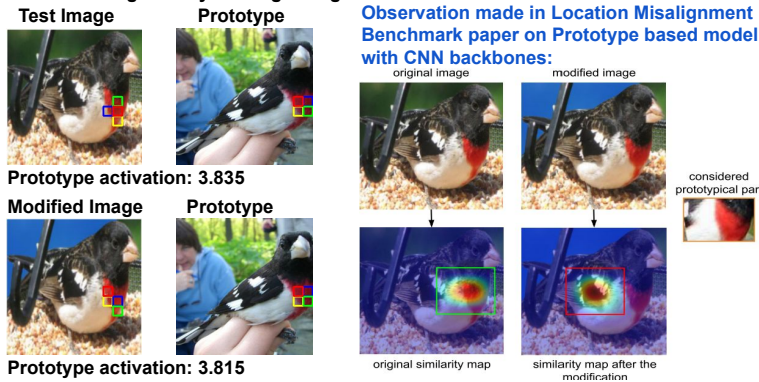 Test Image
Prototype
Prototype activation: 3.835
Modified Image
Prototype
Prototype activation: 3.815
Observation made in Location Misalignment
Benchmark paper on Prototype based model
with CNN backbones:
original image
modified image
considered
prototypical par
original similarity map
similarity map after the
modification